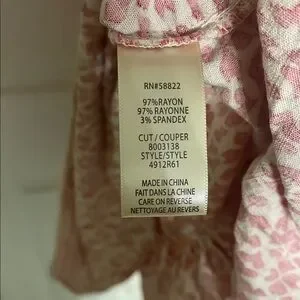 RN#58822
97%RAYON
97% RAYONNE
3% SPANDEX
CUT / COUPER
8003138
STYLE/STYLE
4912R61
MADE IN CHINA
FAIT DANS LA CHINE
CARE ON REVERSE
NETTOYAGE AU REVERS